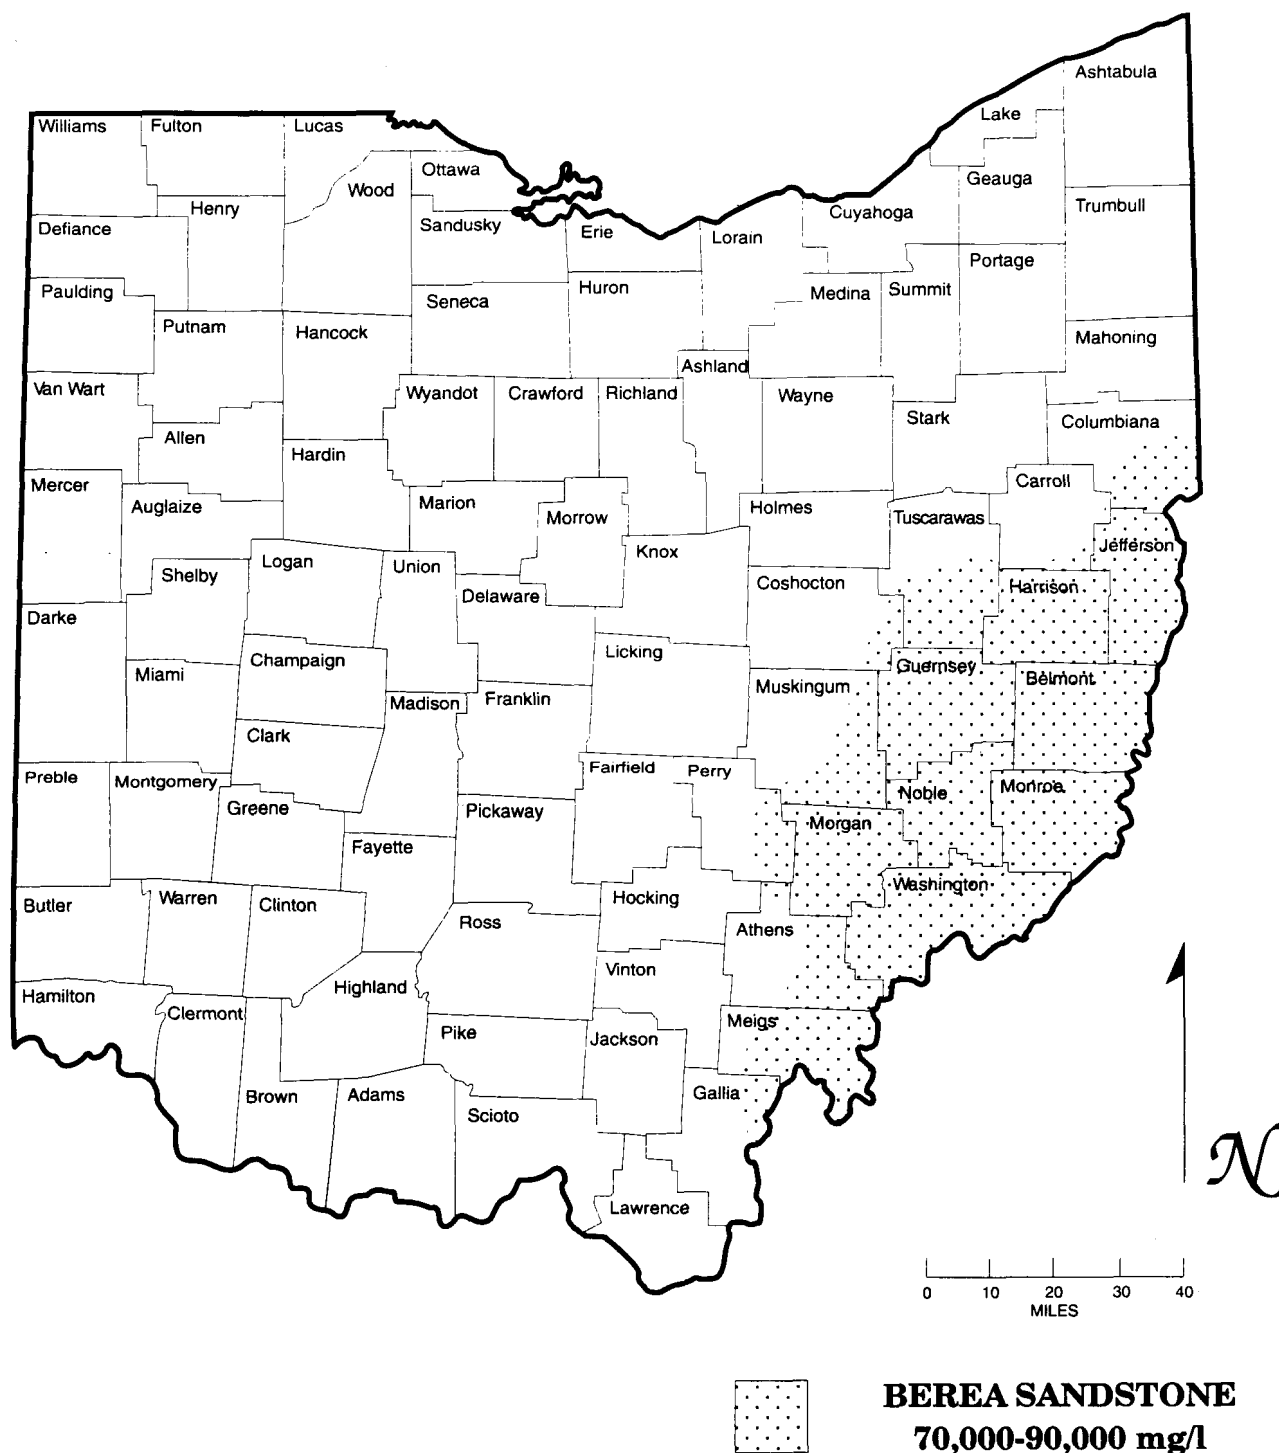 Ashtabula
Lake
Williams
Fulton
Lucas
Ottawa
Geauga
Wood
Henry
Trumbull
Cuyahoga
Defiance
Sandusky
Erie
Lorain
Portage
Paulding
Seneca
Huron
Medina
Summit
Putnam
Hancock
Mahoning
Ashland
Van Wart
Wyandot
Crawford
Richland
Wayne
Stark
Columbiana
Allen
Hardin
Mercer
Carroll
Auglaize
Marion
Morrow
Holmes
Tuscarawas
Jefferson
Knox
Logan
Union
Shelby
Coshocton
Harrison
Delaware
Darke
Licking
Champaign
Guernsey
Miami
Belmont
Muskingum
Madison
Franklin
Clark
Fairfield
Perry
Preble
Montgomery
Noble
Monroe
Greene
Pickaway
Morgan
Fayette
Washington
Warren
Hocking
Butler
Clinton
Ross
Athens
Vinton
Highland
Hamilton
Clermont
Meigs
Pike
Jackson
Gallia
Brown
Adams
Scioto
N
Lawrence
0 10 20 30 40
MILES
BEREA SANDSTONE
70,000-90,000 mg/l